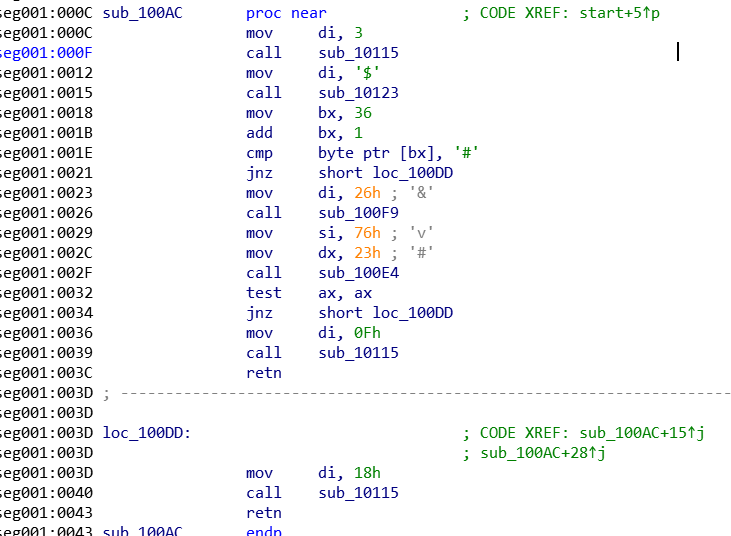 seg001:000C sub_100AC proc near ; CODE XREF: start+5↑p
seg001:000C mov di, 3
seg001:000F call sub_10115
seg001:0012 mov di, '$'
seg001:0015 call sub_10123
seg001:0018 mov bx, 36
seg001:001B add bx, 1
seg001:001E cmp byte ptr [bx], '#'
seg001:0021 jnz short loc_100DD
seg001:0023 mov di, 26h ; '&'
seg001:0026 call sub_100F9
seg001:0029 mov si, 76h ; 'v'
seg001:002C mov dx, 23h ; '#'
seg001:002F call sub_100E4
seg001:0032 test ax, ax
seg001:0034 jnz short loc_100DD
seg001:0036 mov di, 0Fh
seg001:0039 call sub_10115
seg001:003C retn
seg001:003D ; ---------------------------------------------------------------------------
seg001:003D
seg001:003D loc_100DD: ; CODE XREF: sub_100AC+15↑j
seg001:003D ; sub_100AC+28↑j
seg001:003D mov di, 18h
seg001:0040 call sub_10115
seg001:0043 retn
seg001:0043 sub_100AC endp